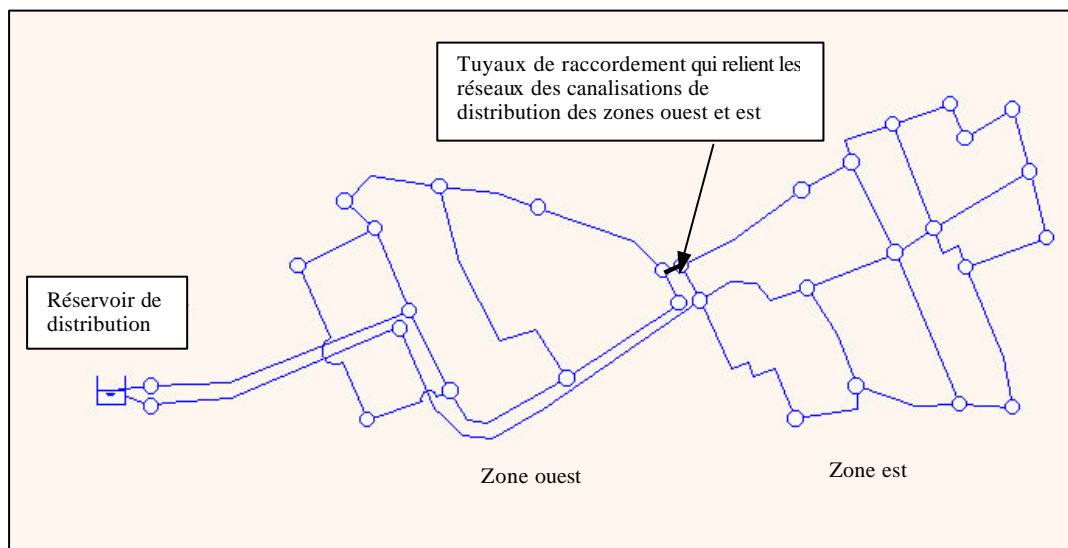 Tuyaux de raccordement qui relient les
réseaux des canalisations de
distribution des zones ouest et est
Réservoir de
distribution
Zone ouest
Zone est